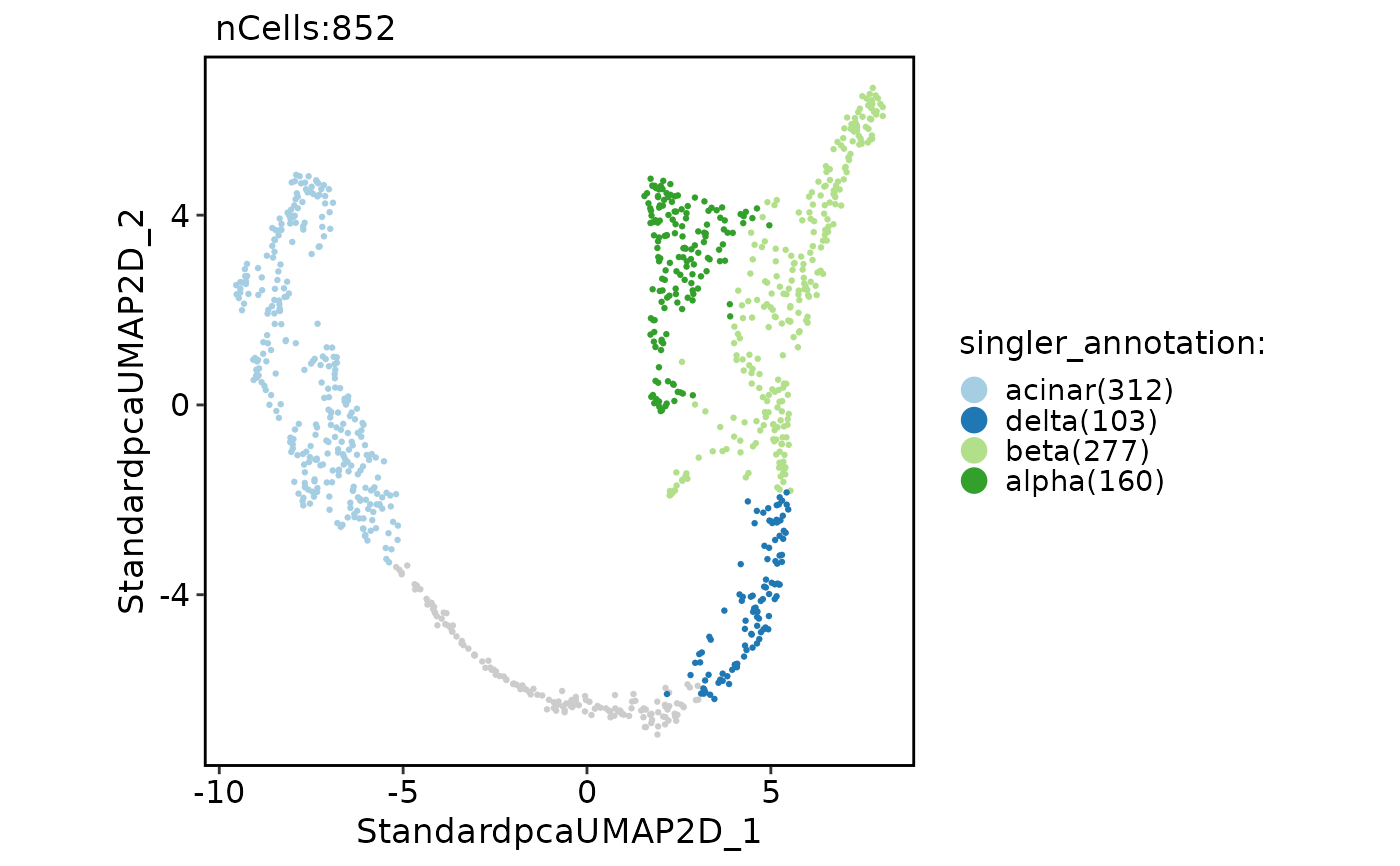 nCells:852
StandardpcaUMAP2D_2
4
0
-4
-10
-5
0
5
StandardpcaUMAP2D_1
singler_annotation:
acinar(312)
delta(103)
beta(277)
alpha(160)